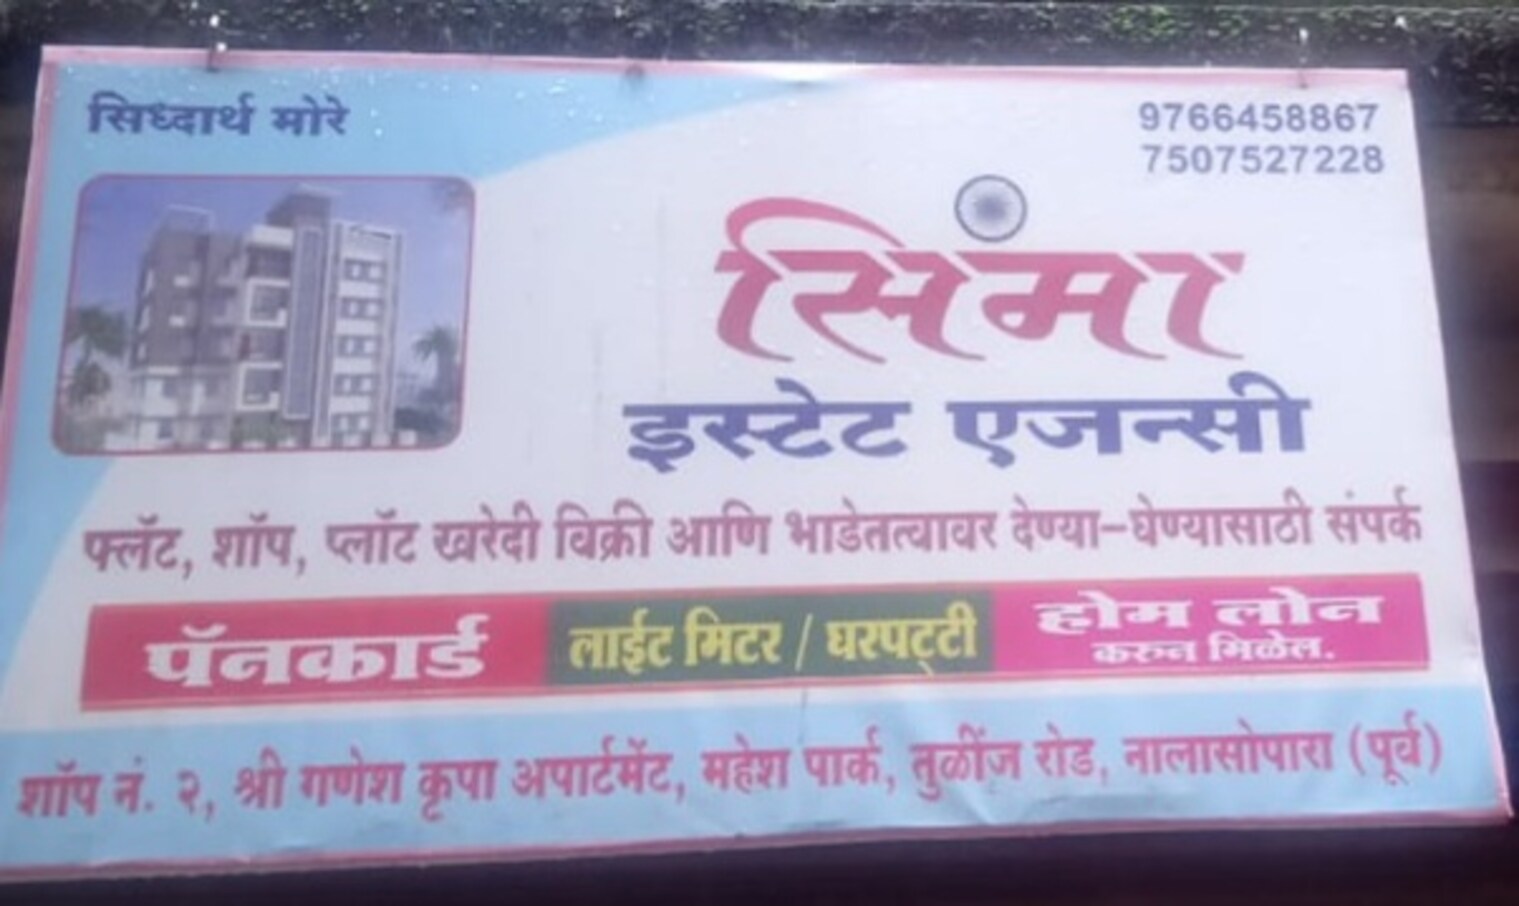 सिध्दार्थ मोरे
9766458867
7507527228
सिमा
इस्टेट एजन्सी
फ्लॅट, शॉप, प्लॉट खरेदी विक्री आणि भाडेतत्वावर देण्या-घेण्यासाठी संपर्क
पॅनकार्ड लाईट मिटर / घरपट्टी होम लोन
करुन मिळेल.
शॉप नं. २, श्री गणेश कृपा अपार्टमेंट, महेश पार्क, तुळींज रोड, नालासोपारा (पूर्व)